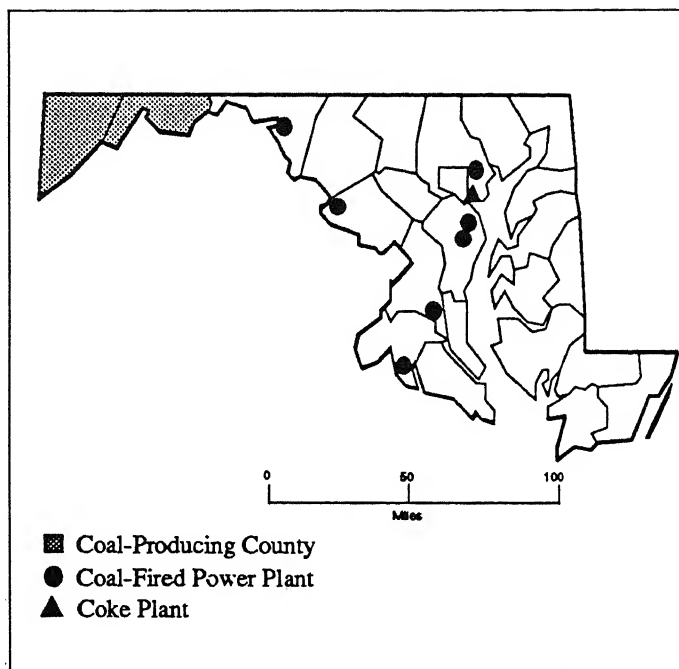 0 50 100
Miles
Coal-Producing County
Coal-Fired Power Plant
Coke Plant